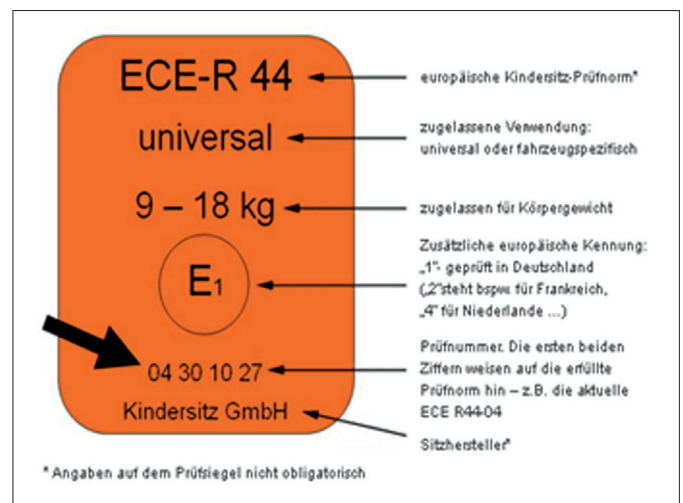 ECE-R 44
europäische Kindersitz-Prüfnorm*
universal
zugelassene Verwendung:
universal oder fahrzeugspezifisch
9 – 18 kg
zugelassen für Körpergewicht
E1
Zusätzliche europäische Kennung:
„1"- geprüft in Deutschland
(„2"steht bspw. für Frankreich,
„4" für Niederlande ...)
04 30 10 27
Prüfnummer. Die ersten beiden
Ziffern weisen auf die erfüllte
Prüfnorm hin – z.B. die aktuelle
ECE R44-04
Kindersitz GmbH
Sitzhersteller*
* Angaben auf dem Prüfsiegel nicht obligatorisch